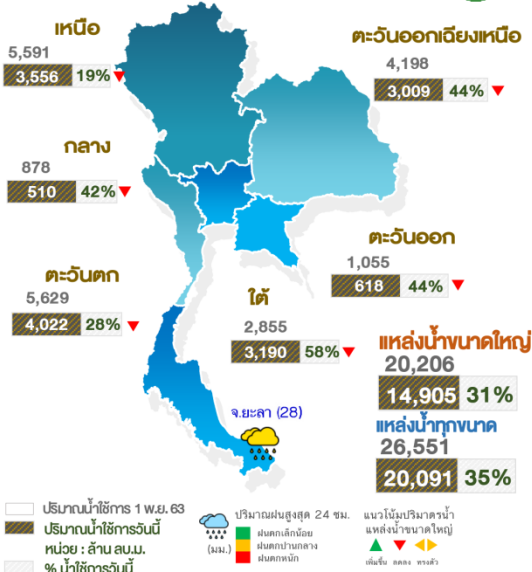 เหนือ
5,591
3,556 19%
ตะวันออกเฉียงเหนือ
4,198
3,009 44%
กลาง
878
510 42%
ตะวันออก
1,055
618 44%
ตะวันตก
5,629
4,022 28%
ใต้
2,855
3,190 58%
แหล่งน้ำขนาดใหญ่
20,206
14,905 31%
แหล่งน้ำทุกขนาด
26,551
20,091 35%
จ.ยะลา (28)
ปริมาณน้ำใช้การ 1 พ.ย. 63
ปริมาณน้ำใช้การวันนี้
หน่วย : ล้าน ลบ.ม.
% น้ำใช้การวันนี้
ปริมาณฝนสูงสุด 24 ชม.
(มม.)
ฝนตกเล็กน้อย
ฝนตกปานกลาง
ฝนตกหนัก
แนวโน้มปริมาตรน้ำ
แหล่งน้ำขนาดใหญ่
เพิ่มขึ้น ลดลง ทรงตัว